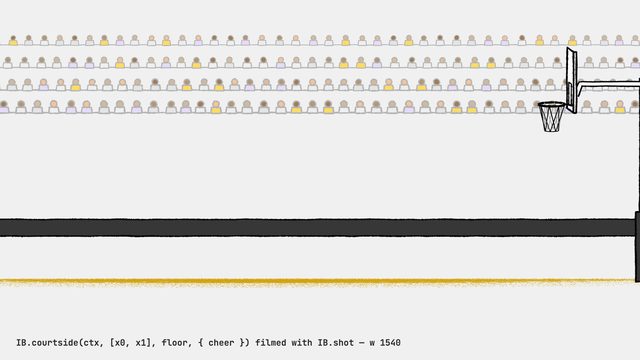 IB.courtside(ctx, [x0, x1], floor, { cheer }) filmed with IB.shot — w 1540